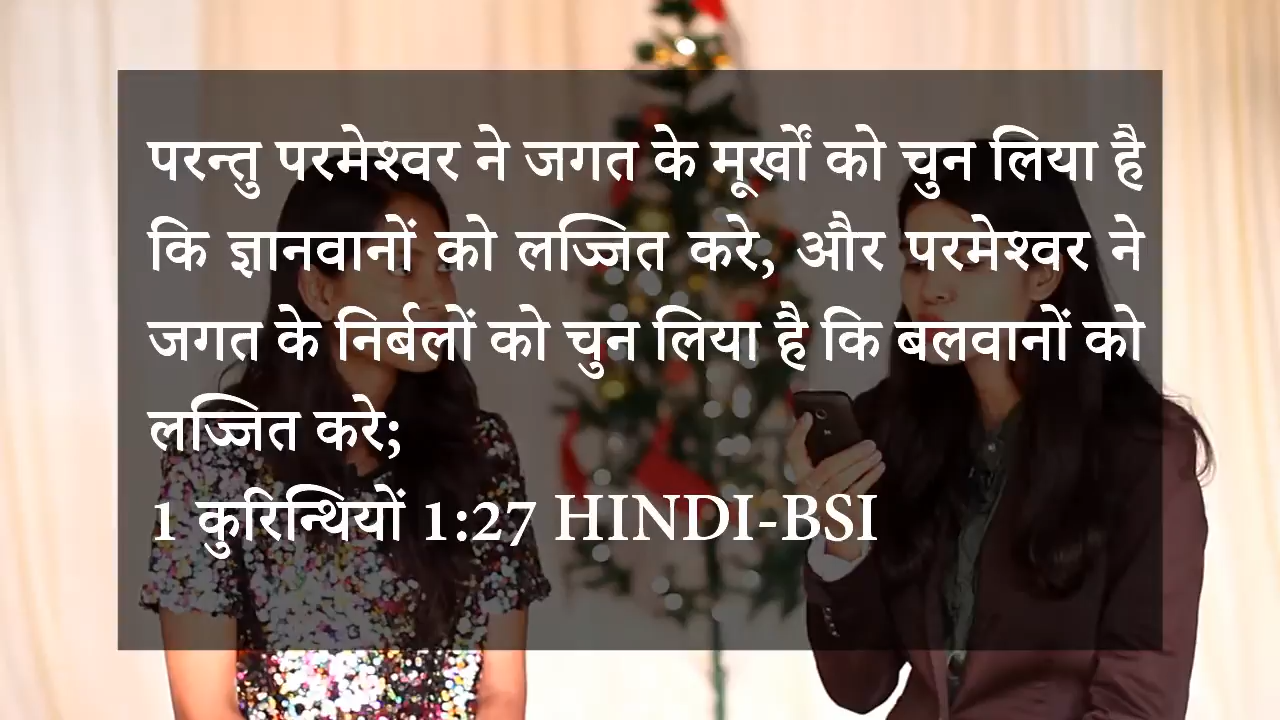 परन्तु परमेश्‍वर ने जगत के मूर्खों को चुन लिया है
कि ज्ञानवानों को लज्जित करे, और परमेश्‍वर ने
जगत के निर्बलों को चुन लिया है कि बलवानों को
लज्जित करे;
1 कुरिन्थियों 1:27 HINDI-BSI